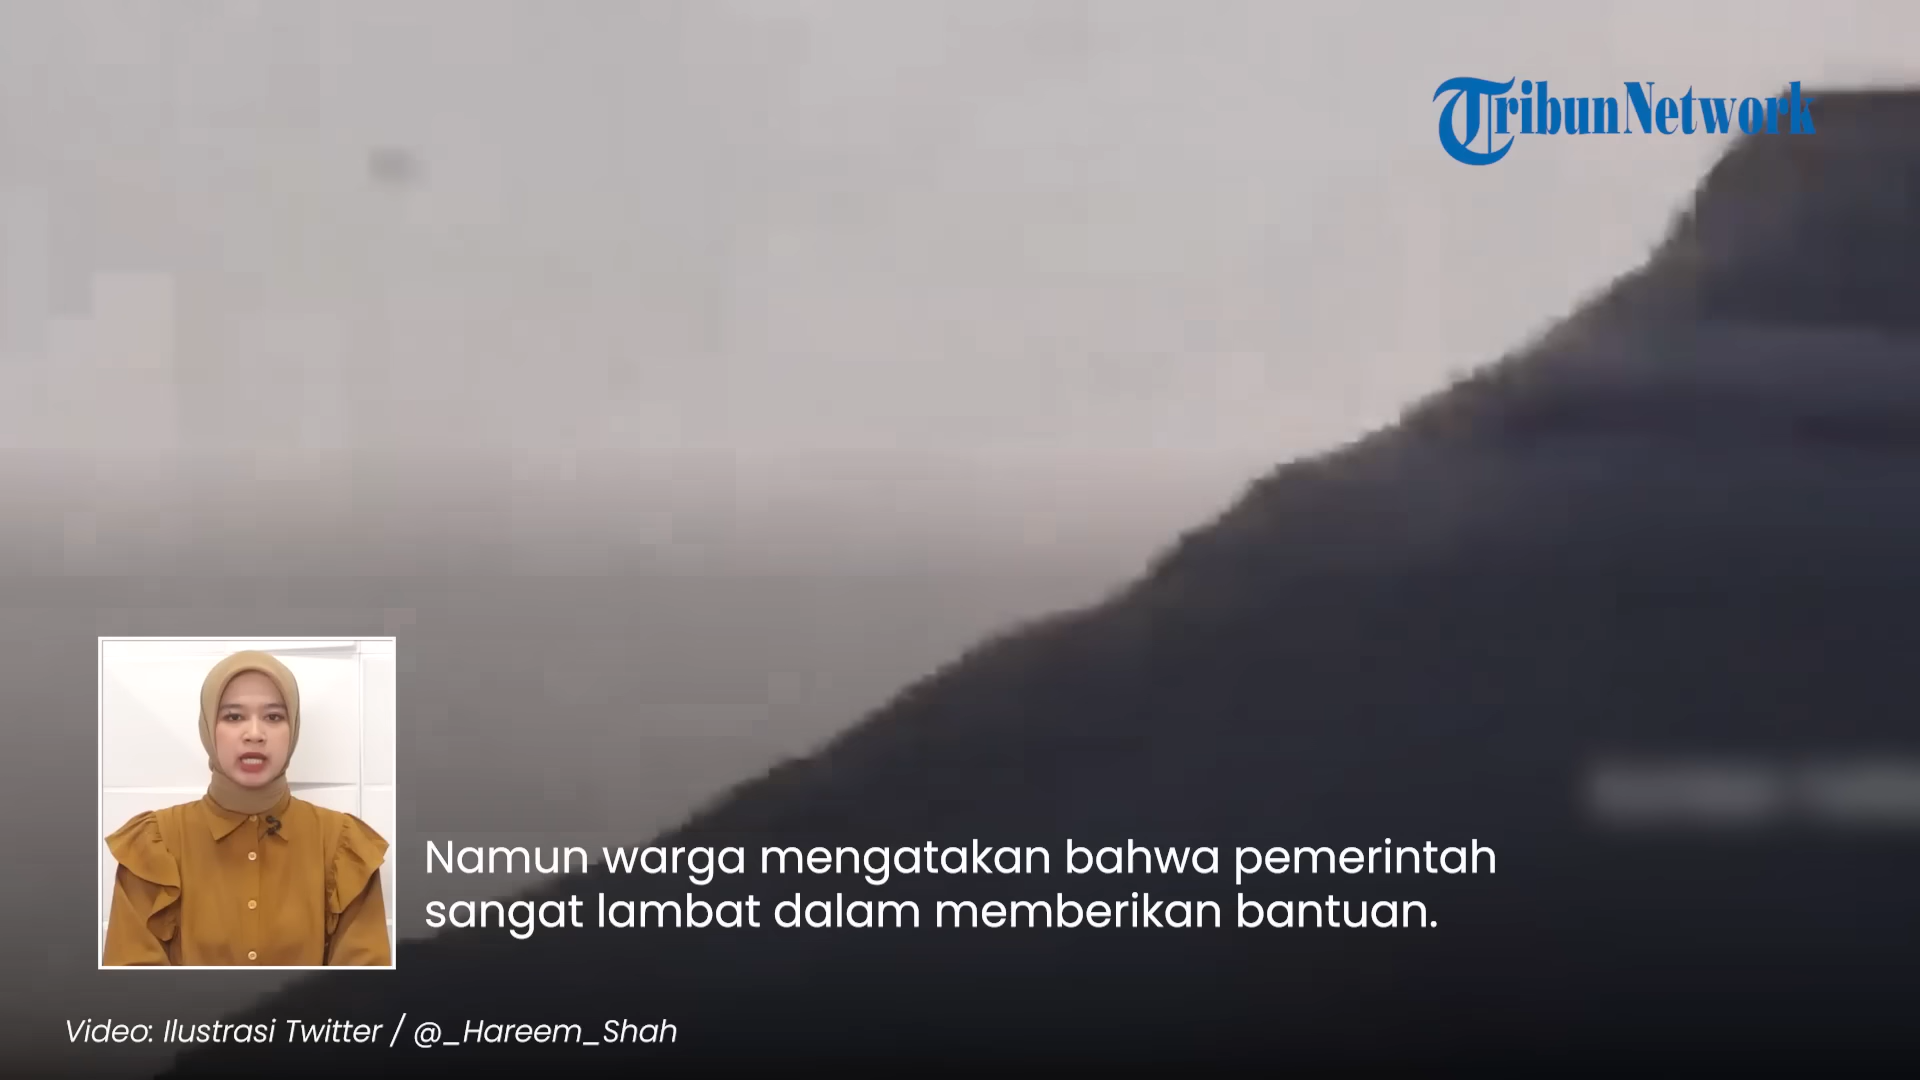 TribunNetwork
Namun warga mengatakan bahwa pemerintah
sangat lambat dalam memberikan bantuan.
Video: Ilustrasi Twitter / @_Hareem_Shah